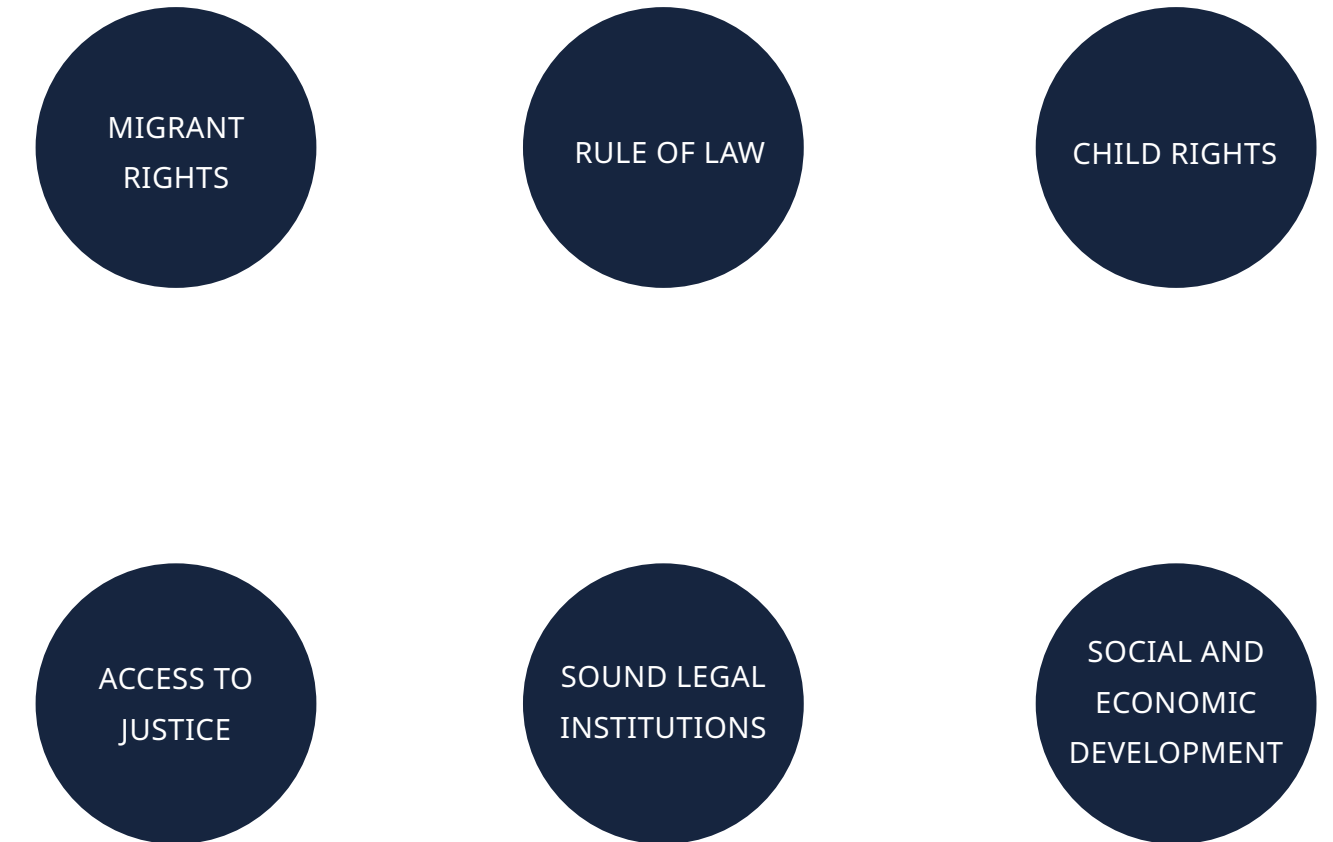 MIGRANT
RIGHTS
RULE OF LAW
CHILD RIGHTS
ACCESS TO
JUSTICE
SOUND LEGAL
INSTITUTIONS
SOCIAL AND
ECONOMIC
DEVELOPMENT